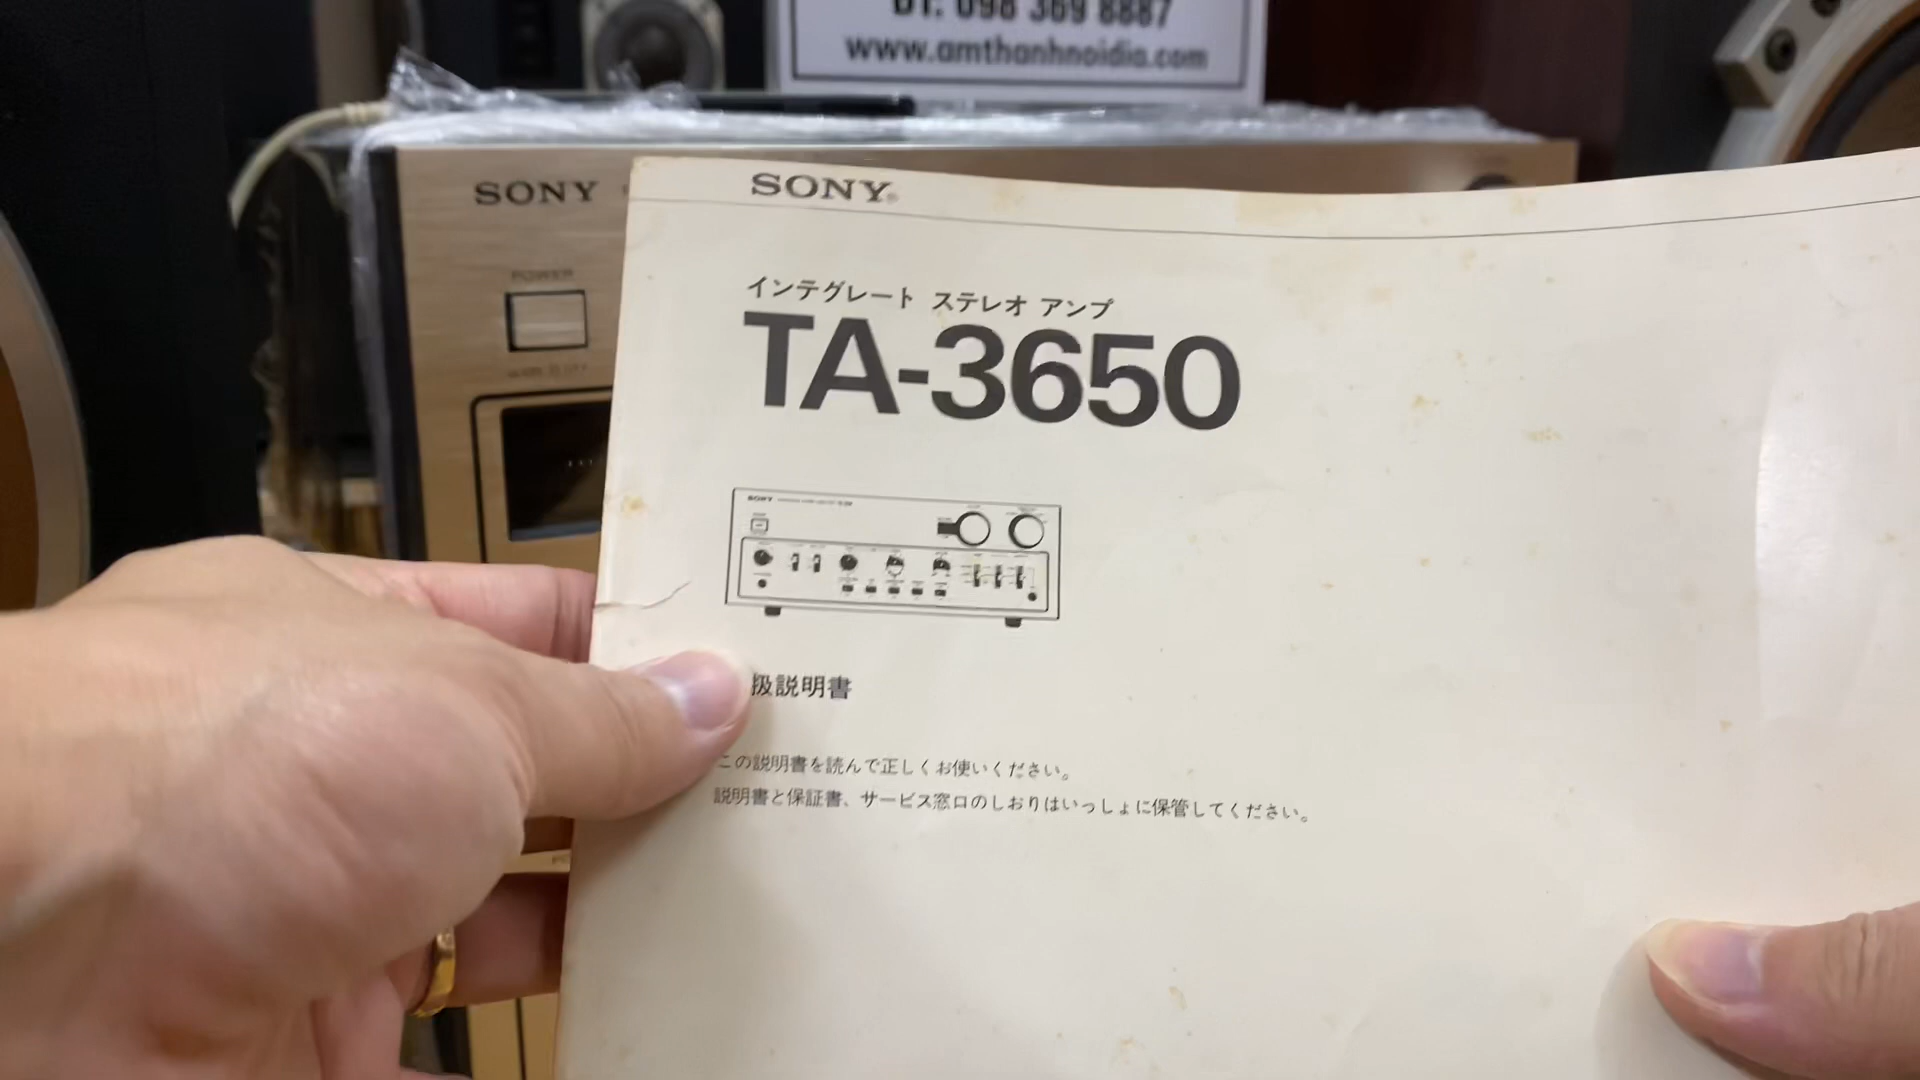 ĐT: 098 369 8887
www.amthanhnoidia.com
SONY
POWER
SONY®
インテグレート ステレオ アンプ
TA-3650
SONY
扱説明書
この説明書を読んで正しくお使いください。
説明書と保証書、サービス窓口のしおりはいっしょに保管してください。